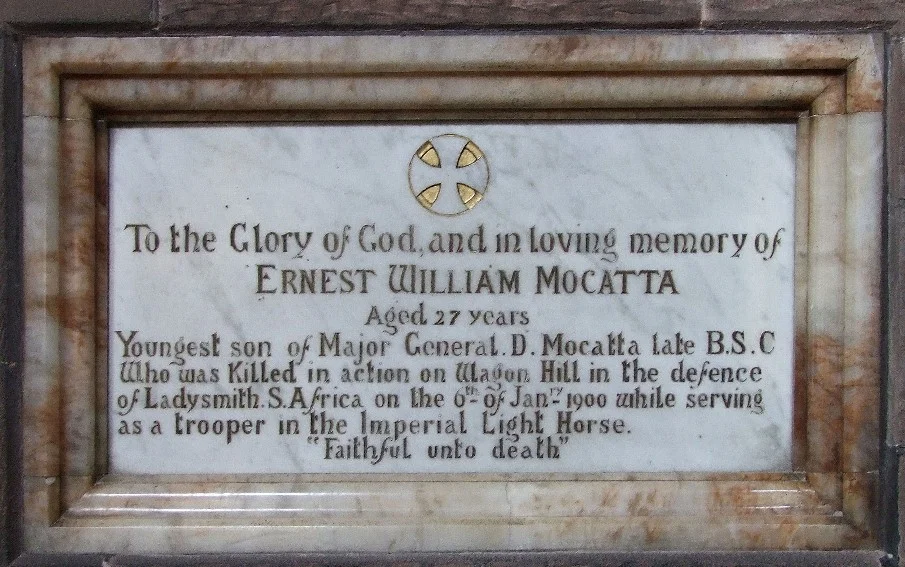 To the Glory of God, and in loving memory of
ERNEST WILLIAM MOCATTA
Aged 27 years
Youngest son of Major General. D. Mocatta late B.S.C
Who was Killed in action on Wagon Hill in the defence
of Ladysmith. S. Africa on the 6th of Janry 1900 while serving
as a trooper in the Imperial Light Horse.
"Faithful unto death"